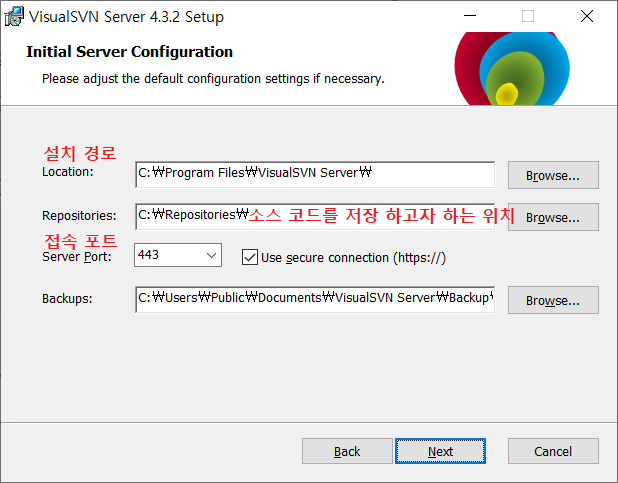 VisualSVN Server 4.3.2 Setup
Initial Server Configuration
Please adjust the default configuration settings if necessary.
설치 경로
Location:
C:₩Program Files₩VisualSVN Server₩
Browse...
Repositories:
C:₩Repositories₩소스 코드를 저장 하고자 하는 위치
Browse...
접속 포트
Server Port:
443
Use secure connection (https://)
Backups:
C:₩Users₩Public₩Documents₩VisualSVN Server₩Backup₩
Browse...
Back
Next
Cancel